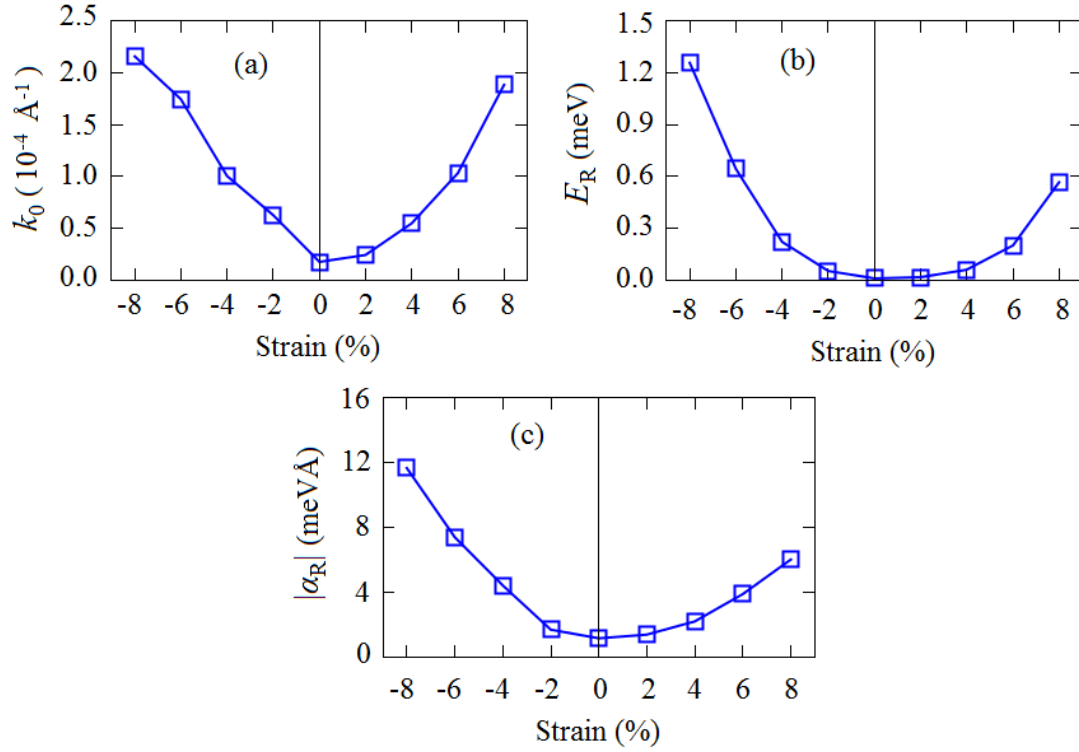 (a)
k₀ (10⁻⁴ Å⁻¹)
2.5
2.0
1.5
1.0
0.5
0.0
-8 -6 -4 -2 0 2 4 6 8
Strain (%)
(b)
E_R (meV)
1.5
1.2
0.9
0.6
0.3
0.0
-8 -6 -4 -2 0 2 4 6 8
Strain (%)
(c)
|α_R| (meVÅ)
16
12
8
4
0
-8 -6 -4 -2 0 2 4 6 8
Strain (%)